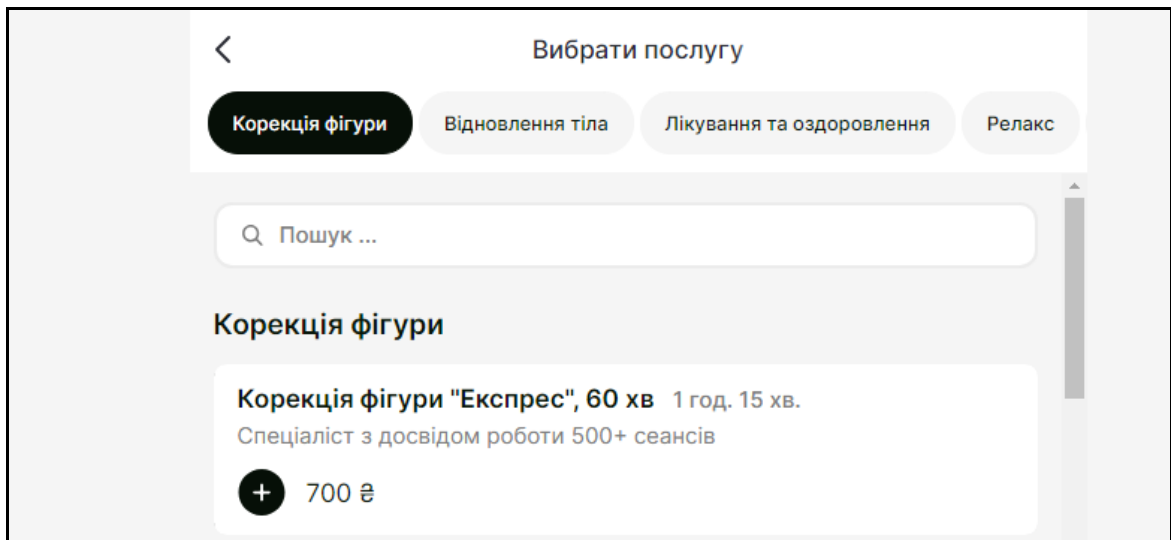 Вибрати послугу
Корекція фігури Відновлення тіла Лікування та оздоровлення Релакс
Пошук ...
Корекція фігури
Корекція фігури "Експрес", 60 хв 1 год. 15 хв.
Спеціаліст з досвідом роботи 500+ сеансів
+ 700 ₴